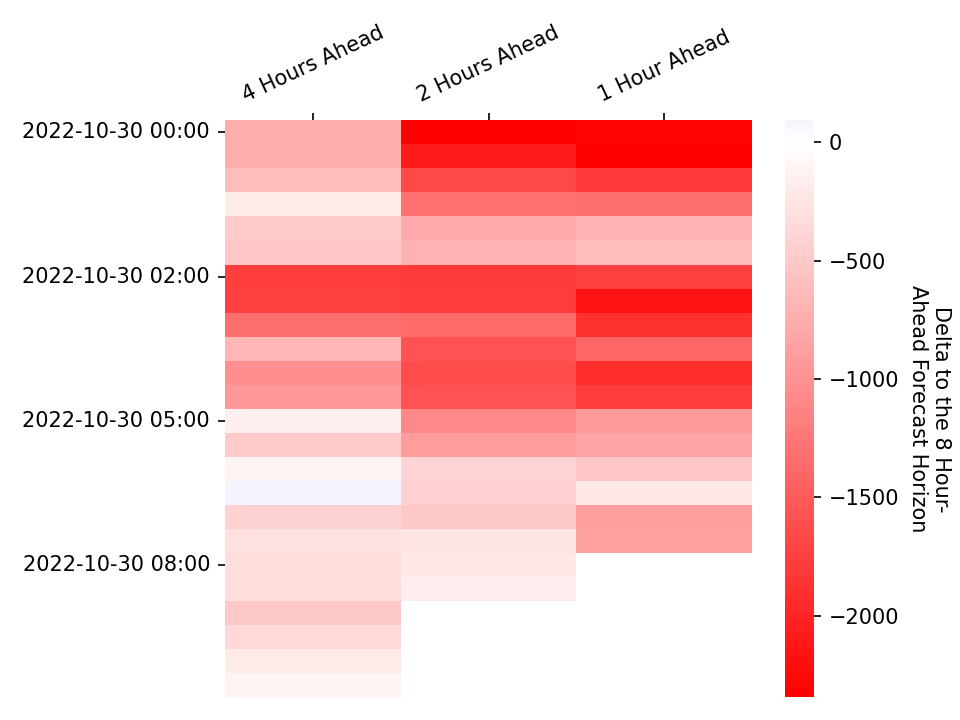 4 Hours Ahead
2 Hours Ahead
1 Hour Ahead
2022-10-30 00:00
2022-10-30 02:00
2022-10-30 05:00
2022-10-30 08:00
0
−500
−1000
−1500
−2000
Delta to the 8 Hour-
Ahead Forecast Horizon